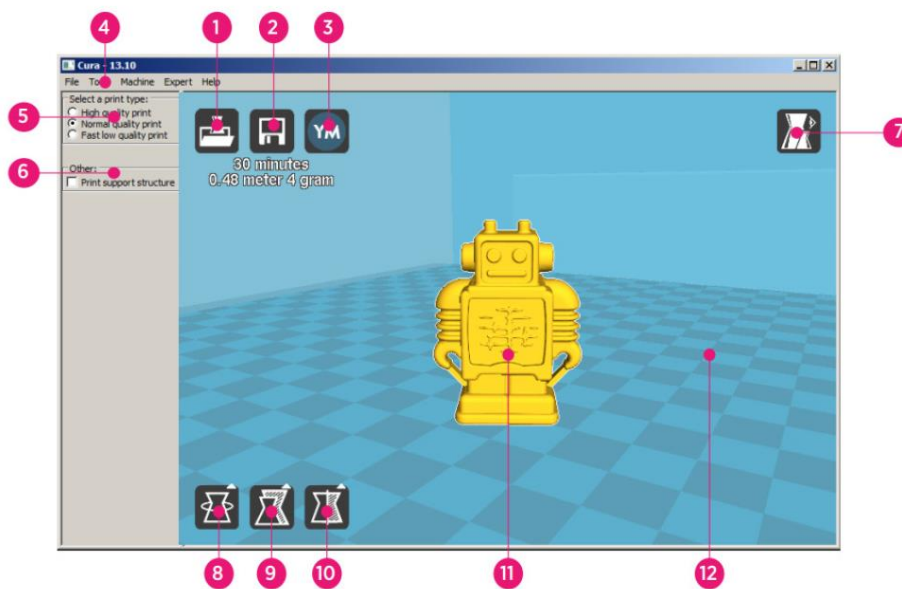 1 2 3
4
Cura - 13.10
File To Machine Expert Help
Select a print type:
5
High quality print
Normal quality print
Fast low quality print
YM
7
30 minutes
0.48 meter 4 gram
6
Other:
Print support structure
11
12
8 9 10